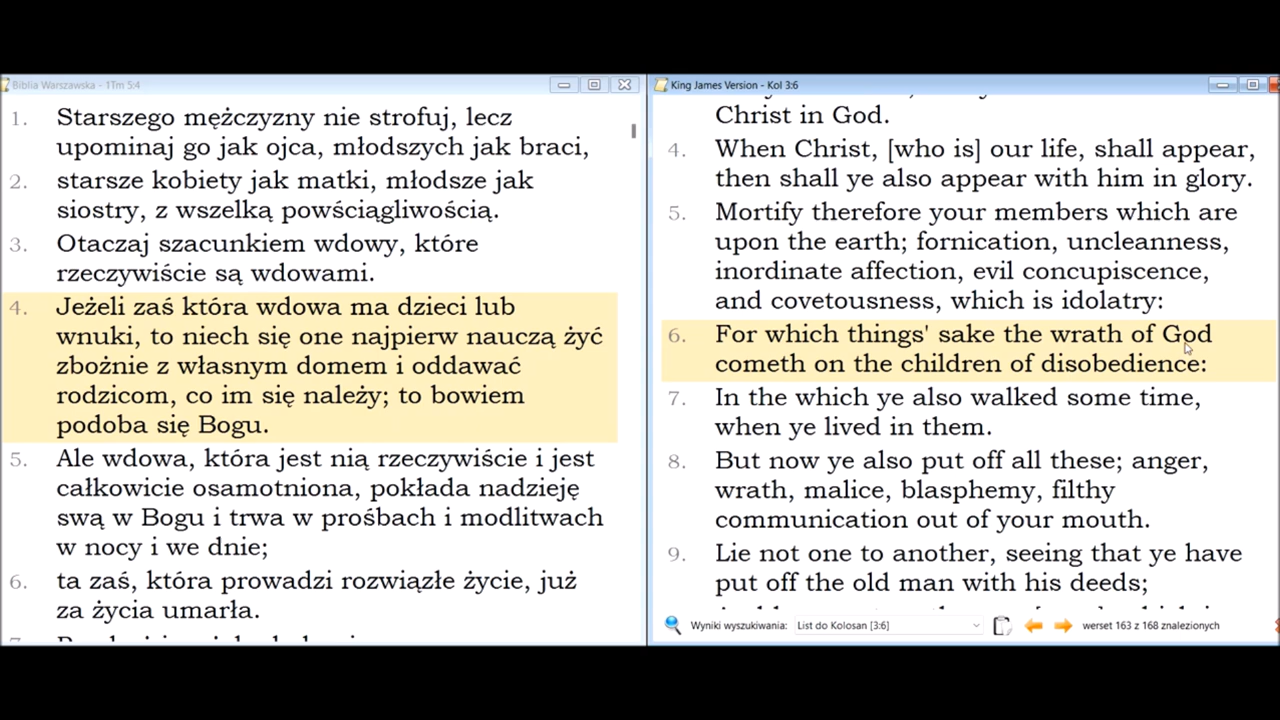 Biblia Warszawska - 1Tm 5:4
1. Starszego mężczyzny nie strofuj, lecz
upominaj go jak ojca, młodszych jak braci,
2. starsze kobiety jak matki, młodsze jak
siostry, z wszelką powściągliwością.
3. Otaczaj szacunkiem wdowy, które
rzeczywiście są wdowami.
4. Jeżeli zaś która wdowa ma dzieci lub
wnuki, to niech się one najpierw nauczą żyć
zbożnie z własnym domem i oddawać
rodzicom, co im się należy; to bowiem
podoba się Bogu.
5. Ale wdowa, która jest nią rzeczywiście i jest
całkowicie osamotniona, pokłada nadzieję
swą w Bogu i trwa w prośbach i modlitwach
w nocy i we dnie;
6. ta zaś, która prowadzi rozwiązłe życie, już
za życia umarła.
King James Version - Kol 3:6
Christ in God.
4. When Christ, [who is] our life, shall appear,
then shall ye also appear with him in glory.
5. Mortify therefore your members which are
upon the earth; fornication, uncleanness,
inordinate affection, evil concupiscence,
and covetousness, which is idolatry:
6. For which things' sake the wrath of God
cometh on the children of disobedience:
7. In the which ye also walked some time,
when ye lived in them.
8. But now ye also put off all these; anger,
wrath, malice, blasphemy, filthy
communication out of your mouth.
9. Lie not one to another, seeing that ye have
put off the old man with his deeds;
Wyniki wyszukiwania: List do Kolosan [3:6] werset 163 z 168 znalezionych